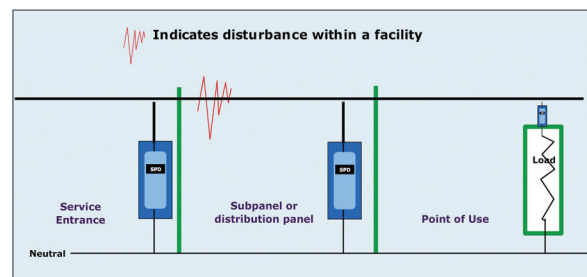 Indicates disturbance within a facility
SPD
SPD
Load
Service
Entrance
Subpanel or
distribution panel
Point of Use
Neutral